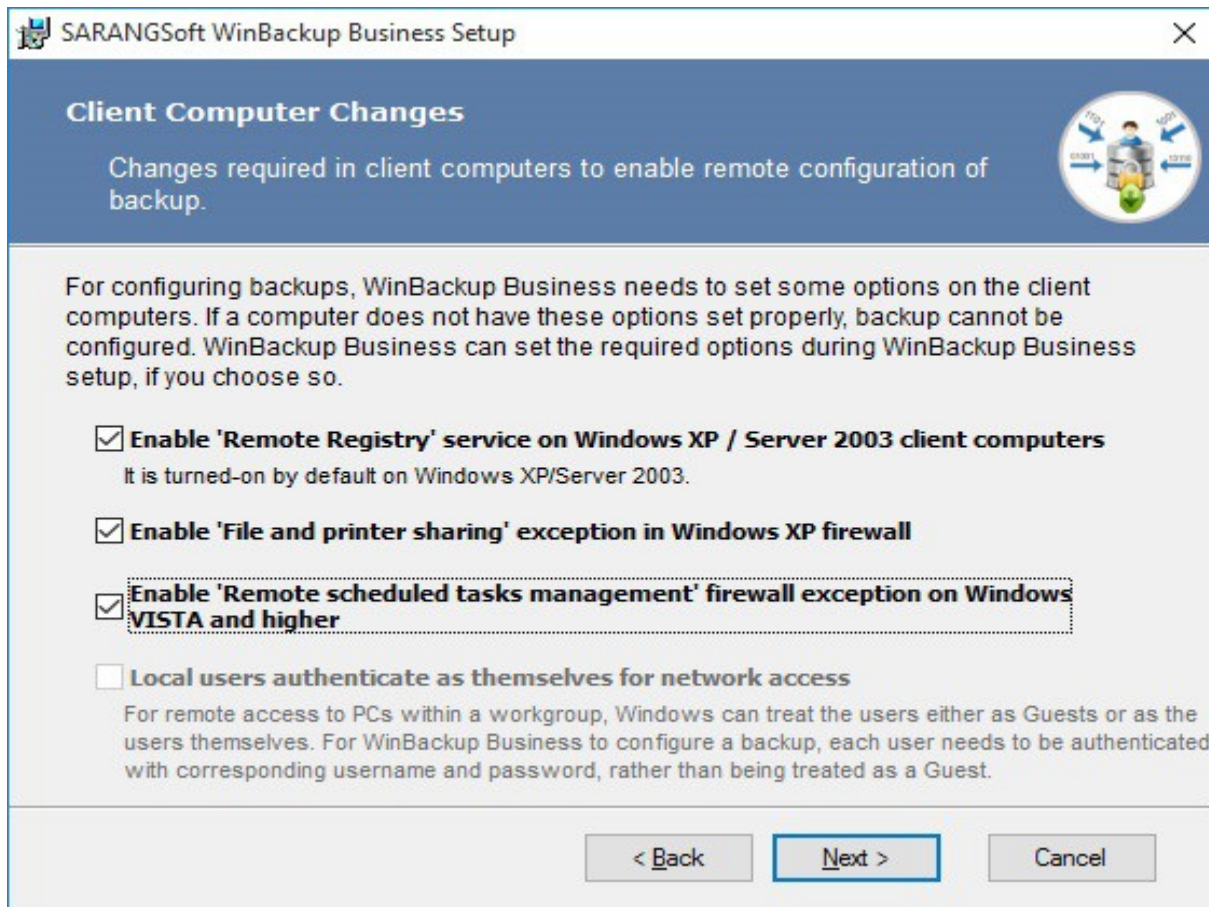 SARANGSoft WinBackup Business Setup
Client Computer Changes
Changes required in client computers to enable remote configuration of
backup.
1101
1001
01001
10110
For configuring backups, WinBackup Business needs to set some options on the client
computers. If a computer does not have these options set properly, backup cannot be
configured. WinBackup Business can set the required options during WinBackup Business
setup, if you choose so.
Enable 'Remote Registry' service on Windows XP / Server 2003 client computers
It is turned-on by default on Windows XP/Server 2003.
Enable 'File and printer sharing' exception in Windows XP firewall
Enable 'Remote scheduled tasks management' firewall exception on Windows
VISTA and higher
Local users authenticate as themselves for network access
For remote access to PCs within a workgroup, Windows can treat the users either as Guests or as the
users themselves. For WinBackup Business to configure a backup, each user needs to be authenticated
with corresponding username and password, rather than being treated as a Guest.
< Back
Next >
Cancel